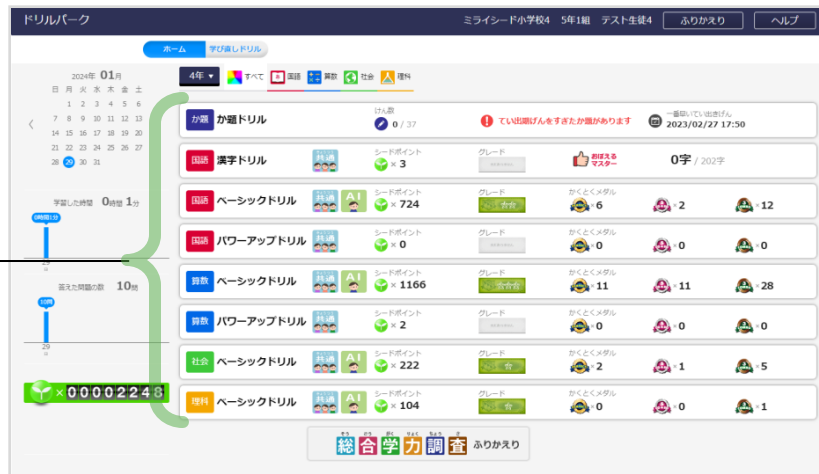 ドリルパーク ミライシード小学校4 5年1組 テスト生徒4 ふりかえり ヘルプ
ホーム 学び直しドリル
2024年 01月
日 月 火 水 木 金 土
1 2 3 4 5 6
7 8 9 10 11 12 13
14 15 16 17 18 19 20
21 22 23 24 25 26 27
28 29 30 31
学習した時間 0時間 1分
0時間1分
29
答えた問題の数 10問
10問
29
×00002248
4年 ▼ すべて 国語 算数 社会 理科
か題 か題ドリル けん数 0 / 37 てい出期げんをすぎたか題があります 一番早いてい出きげん 2023/02/27 17:50
国語 漢字ドリル 共通 シードポイント × 3 グレード おぼえるマスター 0字 / 202字
国語 ベーシックドリル 共通 AI シードポイント × 724 グレード かくとくメダル ×6 ×2 ×12
国語 パワーアップドリル 共通 シードポイント × 0 グレード かくとくメダル ×0 ×0 ×0
算数 ベーシックドリル 共通 AI シードポイント × 1166 グレード かくとくメダル ×11 ×11 ×28
算数 パワーアップドリル 共通 シードポイント × 2 グレード かくとくメダル ×0 ×0 ×0
社会 ベーシックドリル 共通 AI シードポイント × 222 グレード かくとくメダル ×2 ×1 ×5
理科 ベーシックドリル 共通 AI シードポイント × 104 グレード かくとくメダル ×0 ×0 ×1
総合学力調査 ふりかえり